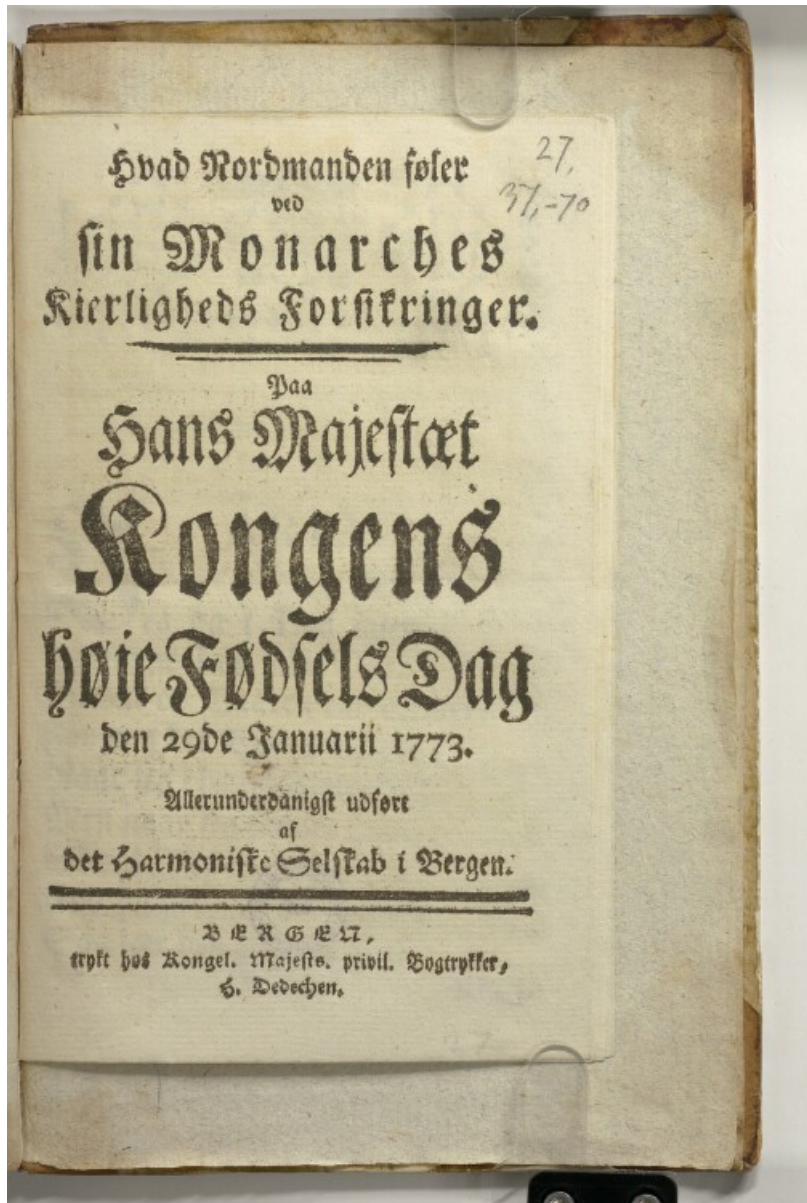 Hvad Nordmanden føler
27,
ved
37,-70
sin Monarches
Kierligheds Forsikringer.
Paa
Hans Majestæt
Kongens
høie Fødsels Dag
den 29de Januarii 1773.
Allerunderdanigst udført
af
det Harmoniske Selskab i Bergen.
BERGEN,
trykt hos Kongel. Majests. privil. Bogtrykker,
H. Dedechen.